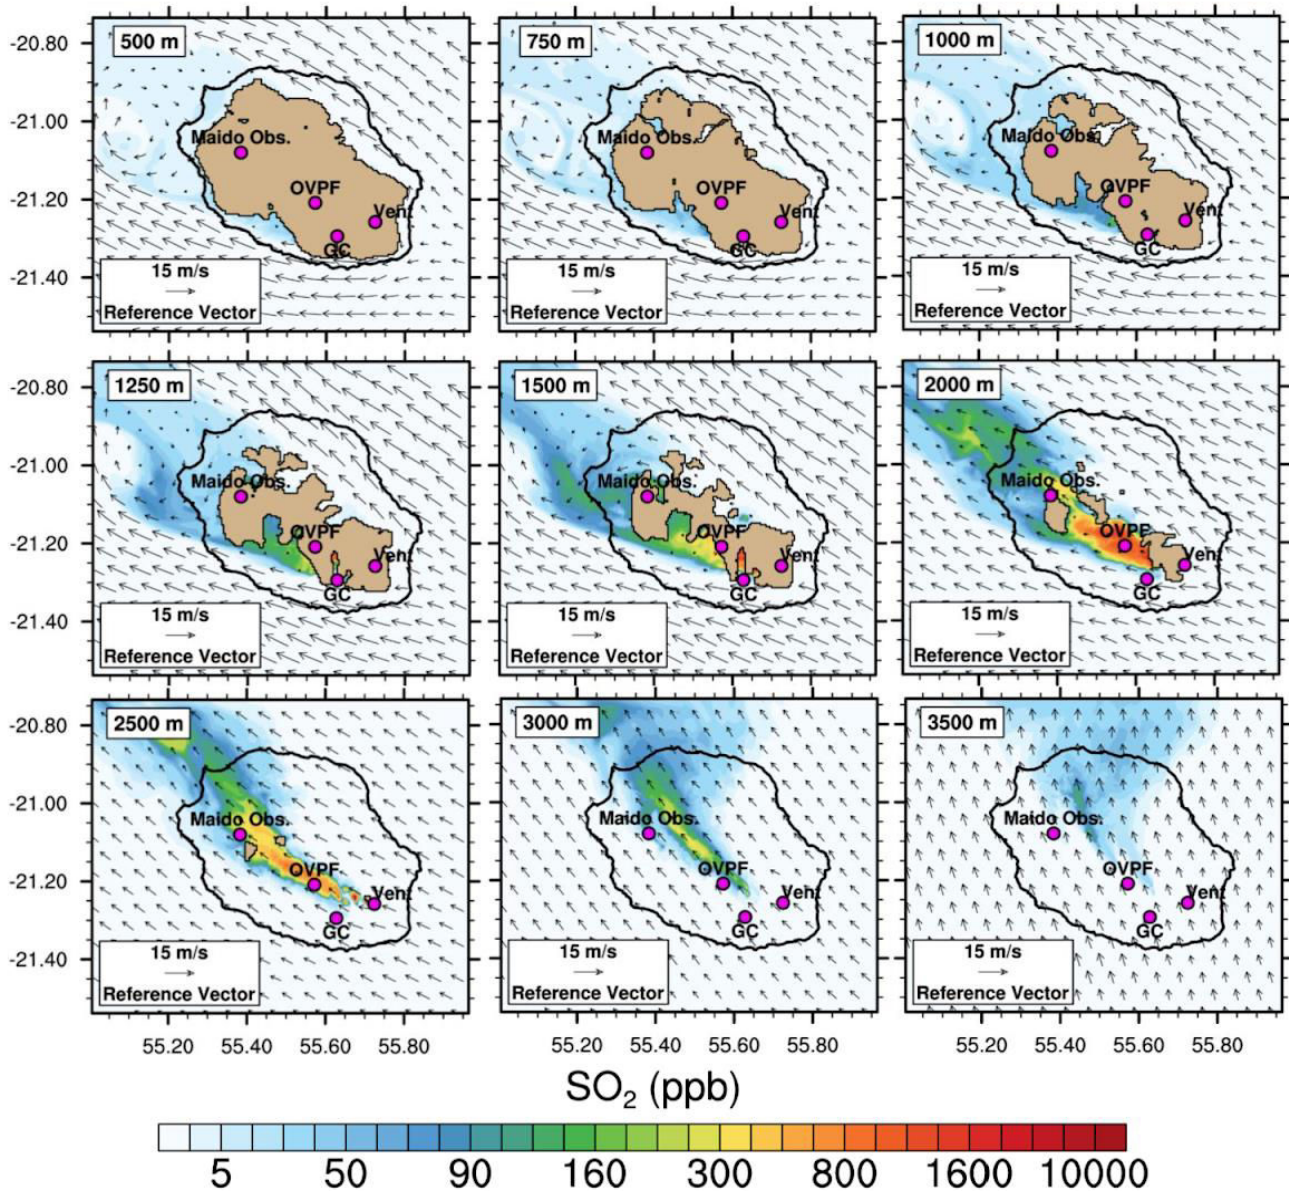 500 m
750 m
1000 m
-20.80
-21.00
-21.20
-21.40
Maido Obs.
OVPF
Vent
GC
15 m/s
Reference Vector
Maido Obs.
OVPF
Vent
GC
15 m/s
Reference Vector
Maido Obs.
OVPF
Vent
GC
15 m/s
Reference Vector
1250 m
1500 m
2000 m
-20.80
-21.00
-21.20
-21.40
Maido Obs.
OVPF
Vent
GC
15 m/s
Reference Vector
Maido Obs.
OVPF
Vent
GC
15 m/s
Reference Vector
Maido Obs.
OVPF
Vent
GC
15 m/s
Reference Vector
2500 m
3000 m
3500 m
-20.80
-21.00
-21.20
-21.40
Maido Obs.
OVPF
Vent
GC
15 m/s
Reference Vector
Maido Obs.
OVPF
Vent
GC
15 m/s
Reference Vector
Maido Obs.
OVPF
Vent
GC
15 m/s
Reference Vector
55.20 55.40 55.60 55.80
55.20 55.40 55.60 55.80
55.20 55.40 55.60 55.80
SO₂ (ppb)
5 50 90 160 300 800 1600 10000